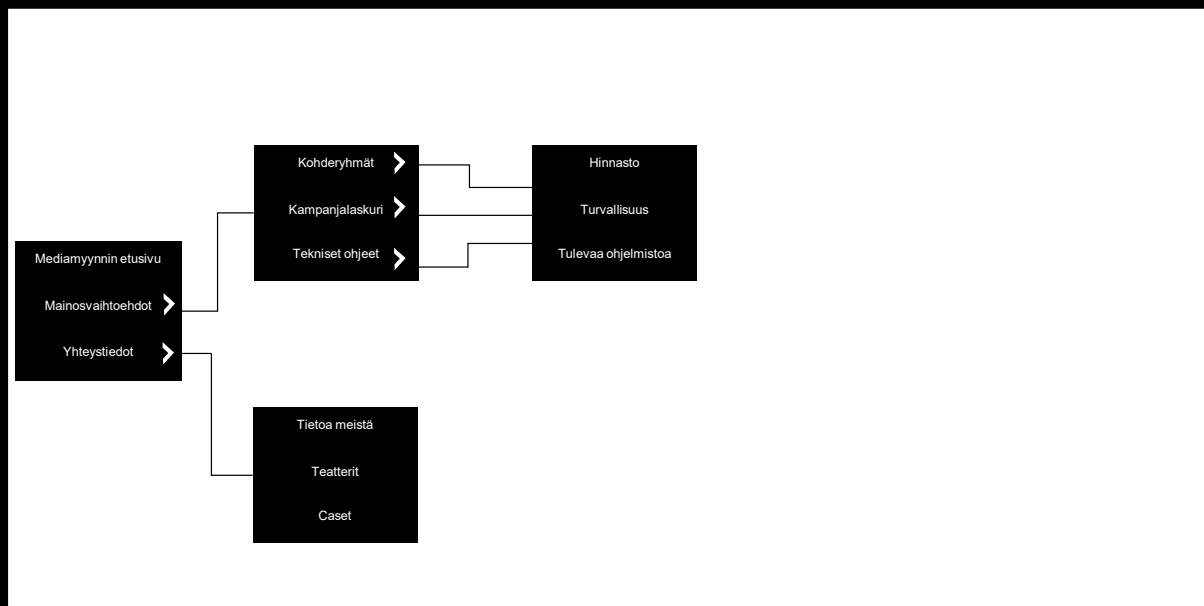 Mediamyynnin etusivu
Mainosvaihtoehdot
Yhteystiedot
Kohderyhmät
Kampanjalaskuri
Tekniset ohjeet
Hinnasto
Turvallisuus
Tulevaa ohjelmistoa
Tietoa meistä
Teatterit
Caset